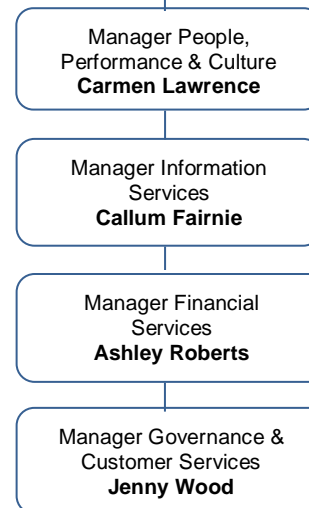 Manager People,
Performance & Culture
Carmen Lawrence
Manager Information
Services
Callum Fairnie
Manager Financial
Services
Ashley Roberts
Manager Governance &
Customer Services
Jenny Wood